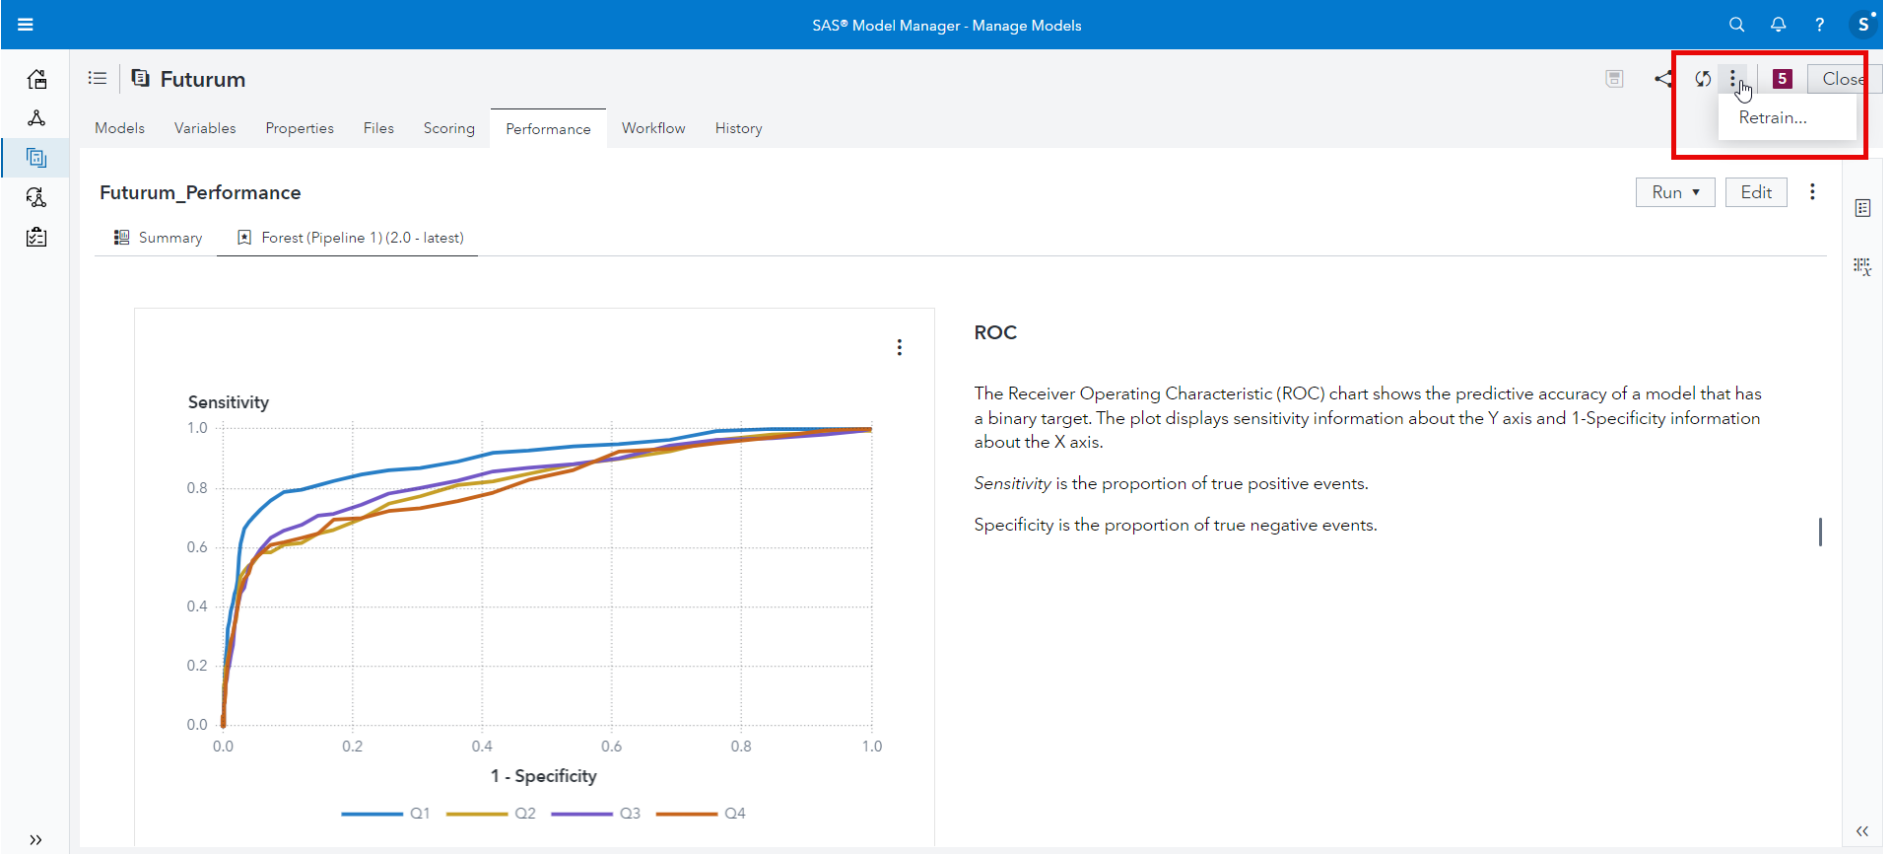 SAS® Model Manager - Manage Models
?
S
Futurum
5
Close
Retrain...
Models Variables Properties Files Scoring Performance Workflow History
Futurum_Performance
Run Edit
Summary Forest (Pipeline 1) (2.0 - latest)
Sensitivity
1.0
0.8
0.6
0.4
0.2
0.0
0.0 0.2 0.4 0.6 0.8 1.0
1 - Specificity
Q1 Q2 Q3 Q4
ROC
The Receiver Operating Characteristic (ROC) chart shows the predictive accuracy of a model that has
a binary target. The plot displays sensitivity information about the Y axis and 1-Specificity information
about the X axis.
Sensitivity is the proportion of true positive events.
Specificity is the proportion of true negative events.